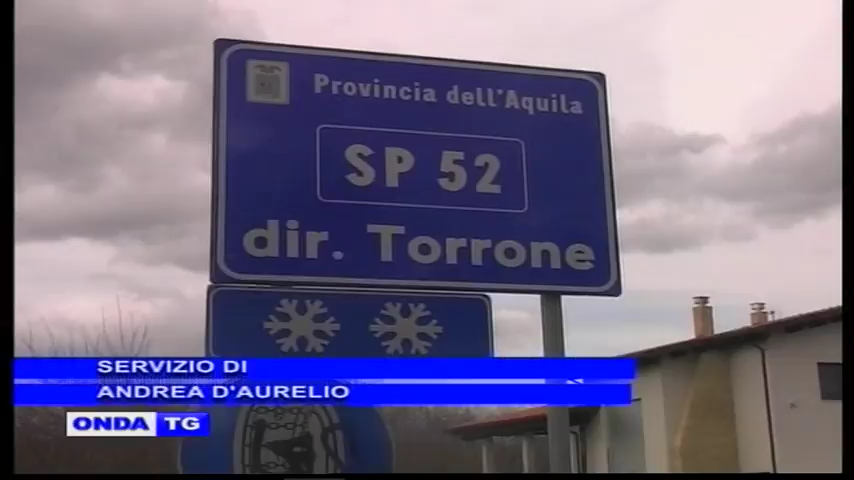 Provincia dell'Aquila
SP 52
dir. Torrone
SERVIZIO DI
ANDREA D'AURELIO
ONDA TG